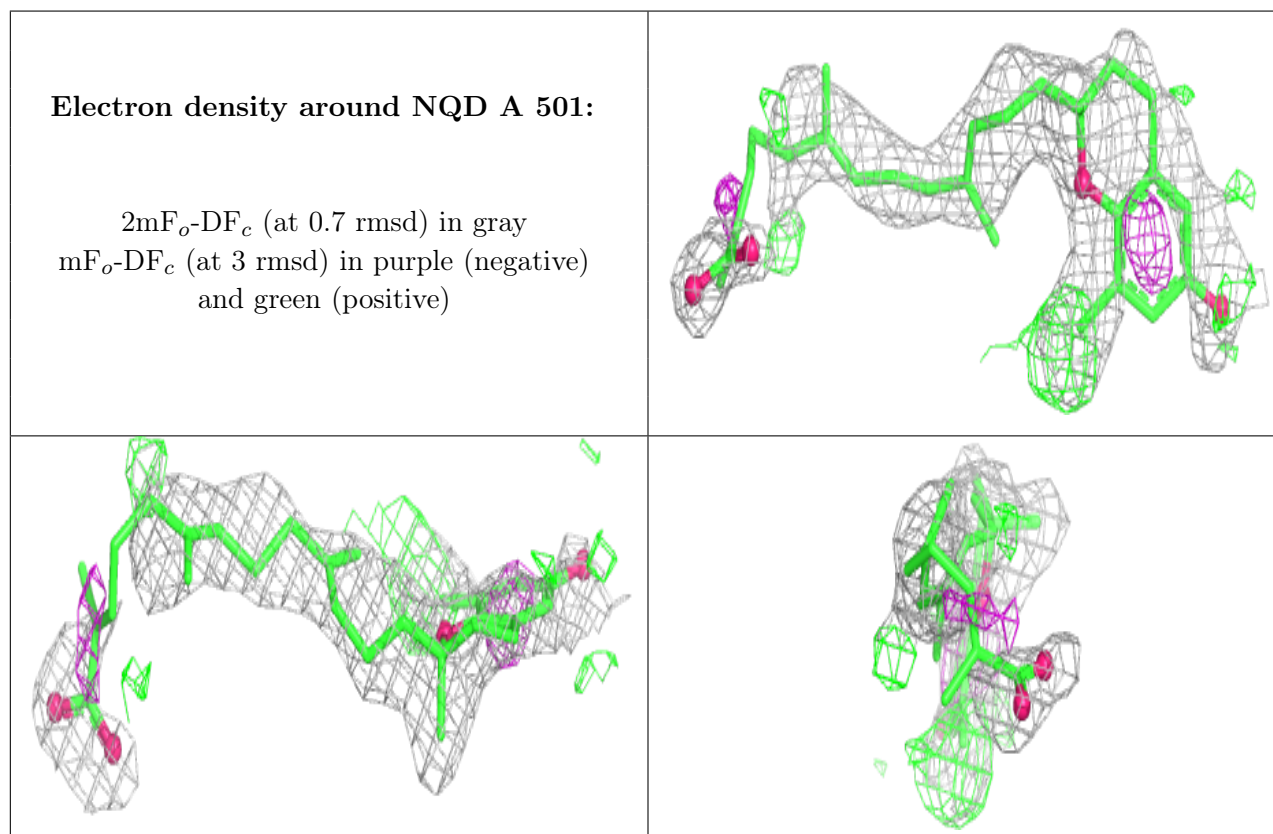 Electron density around NQD A 501:
2mFo-DFc (at 0.7 rmsd) in gray
mFo-DFc (at 3 rmsd) in purple (negative)
and green (positive)